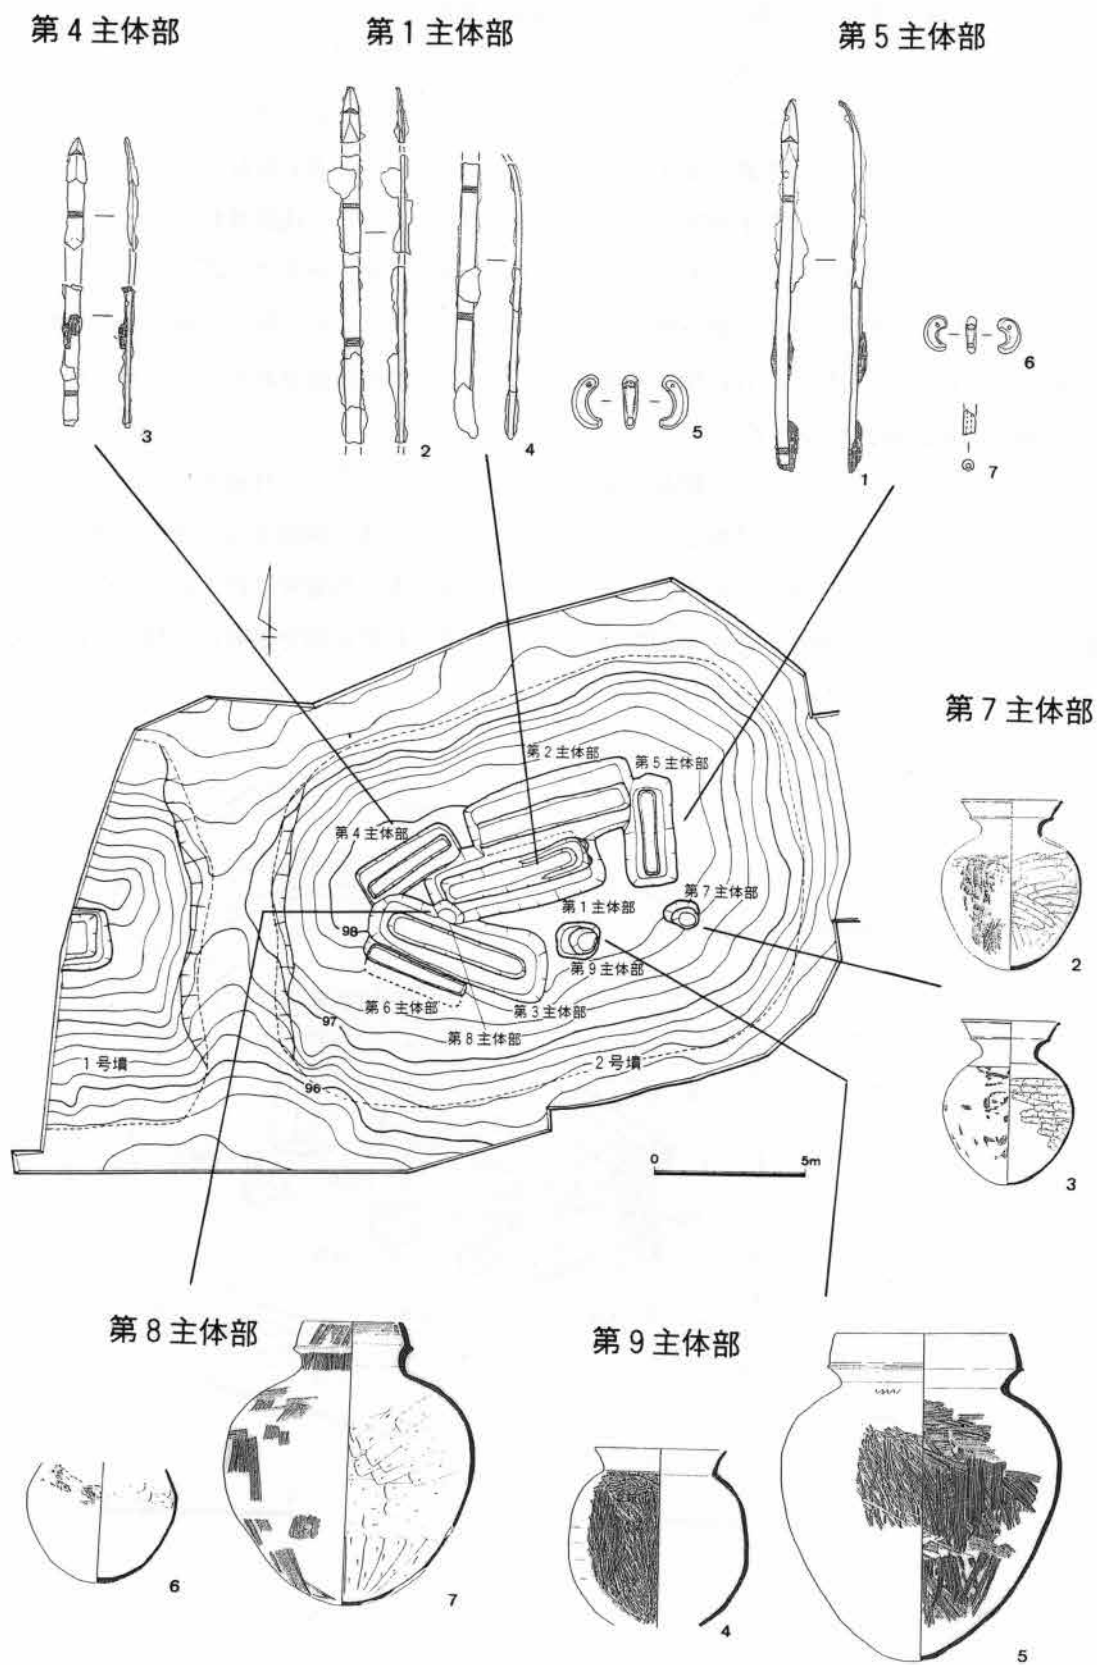 第4主体部
第1主体部
第5主体部
3
2
4
5
1
6
7
第7主体部
2
3
第2主体部
第5主体部
第4主体部
第7主体部
第1主体部
98
第9主体部
第6主体部
第3主体部
97
第8主体部
1号墳
2号墳
96
0
5m
第8主体部
第9主体部
6
7
4
5